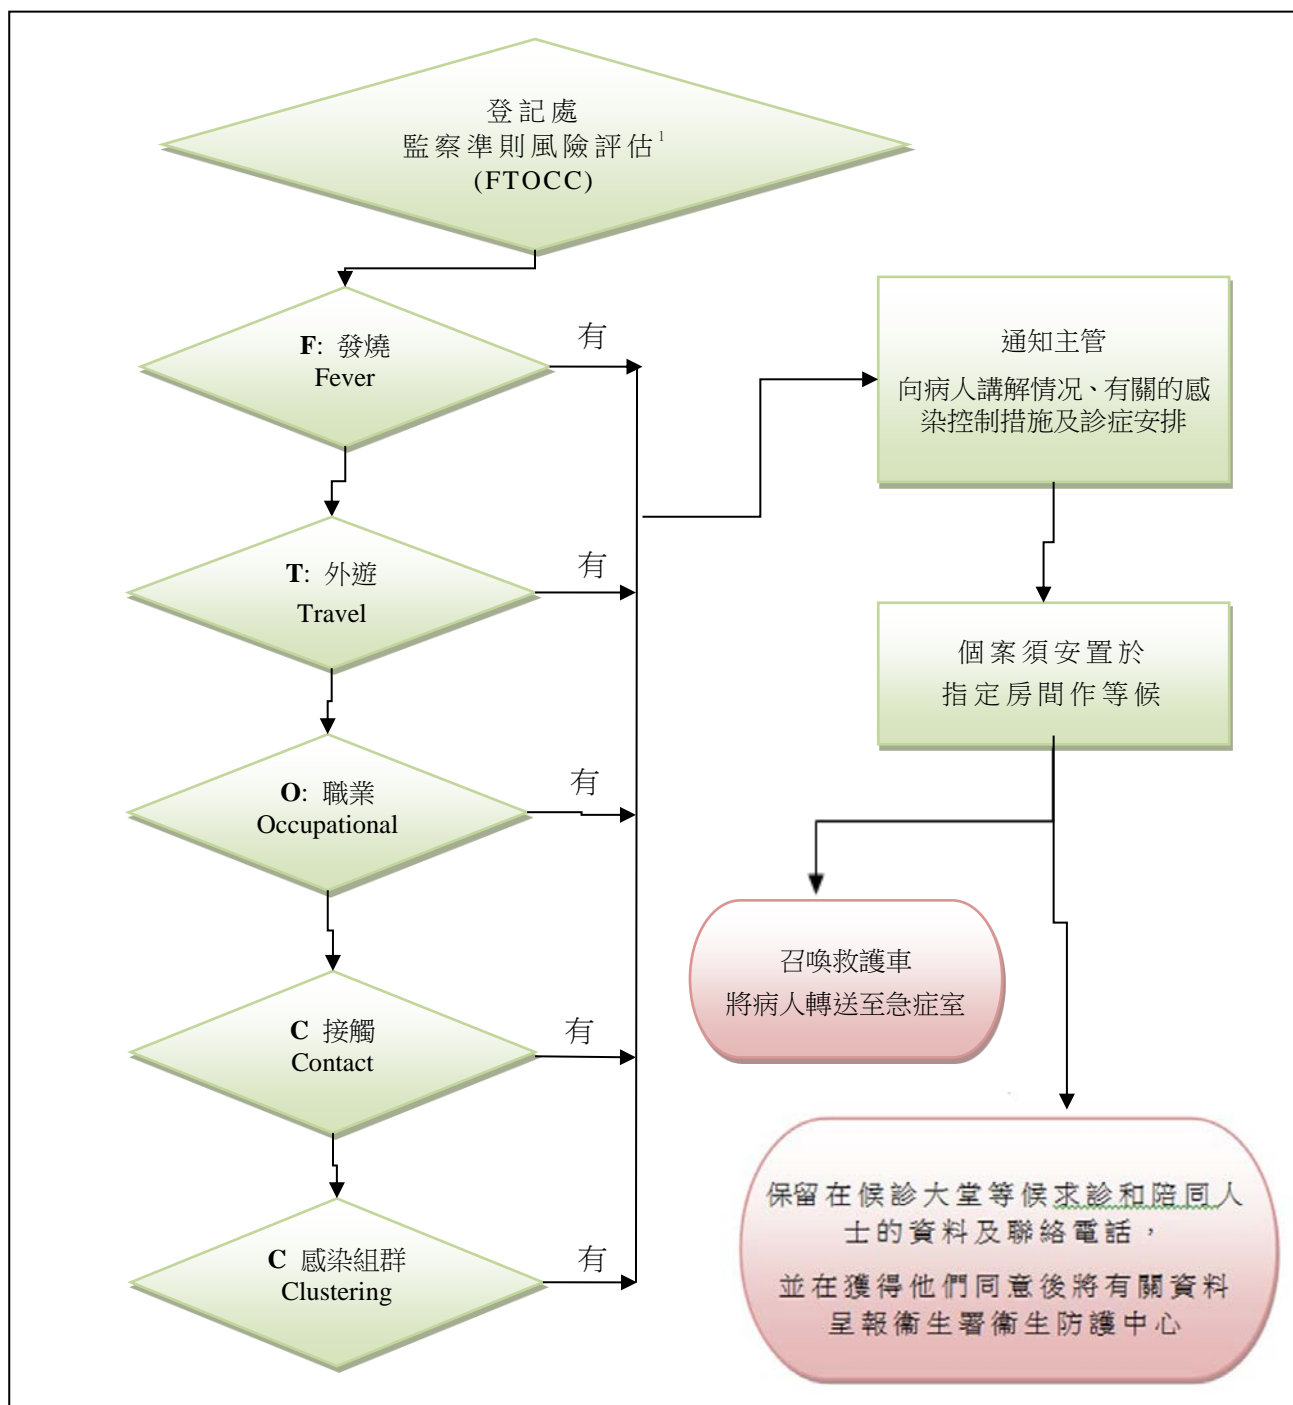 登記處
監察準則風險評估¹
(FTOCC)
F: 發燒
Fever
有
T: 外遊
Travel
有
O: 職業
Occupational
有
C 接觸
Contact
有
C 感染組群
Clustering
有
通知主管
向病人講解情況、有關的感
染控制措施及診症安排
個案須安置於
指定房間作等候
召喚救護車
將病人轉送至急症室
保留在候診大堂等候求診和陪同人
士的資料及聯絡電話，
並在獲得他們同意後將有關資料
呈報衞生署衞生防護中心